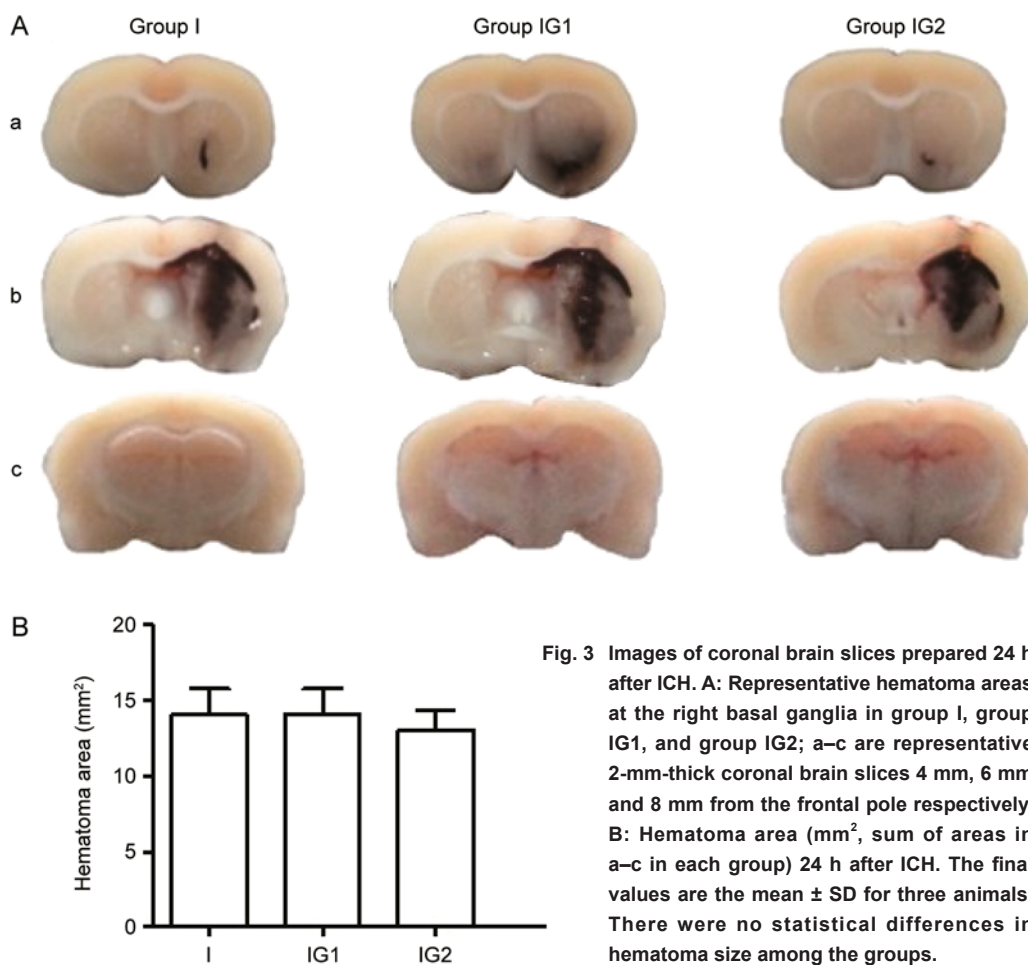 A
Group I
Group IG1
Group IG2
a
b
c
B
20
15
10
5
0
Hematoma area (mm²)
I
IG1
IG2
Fig. 3 Images of coronal brain slices prepared 24 h
after ICH. A: Representative hematoma areas
at the right basal ganglia in group I, group
IG1, and group IG2; a–c are representative
2-mm-thick coronal brain slices 4 mm, 6 mm
and 8 mm from the frontal pole respectively
B: Hematoma area (mm², sum of areas in
a–c in each group) 24 h after ICH. The fina
values are the mean ± SD for three animals
There were no statistical differences in
hematoma size among the groups.